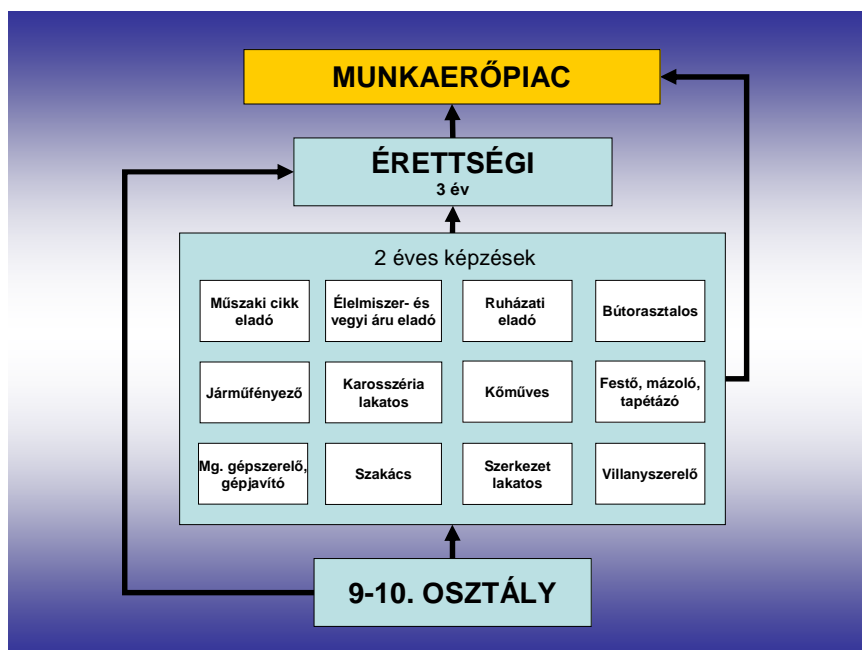 MUNKAERŐPIAC
ÉRETTSÉGI
3 év
2 éves képzések
Műszaki cikk
eladó
Élelmiszer- és
vegyi áru eladó
Ruházati
eladó
Bútorasztalos
Járműfényező
Karosszéria
lakatos
Kőműves
Festő, mázoló,
tapétázó
Mg. gépszerelő,
gépjavító
Szakács
Szerkezet
lakatos
Villanyszerelő
9-10. OSZTÁLY